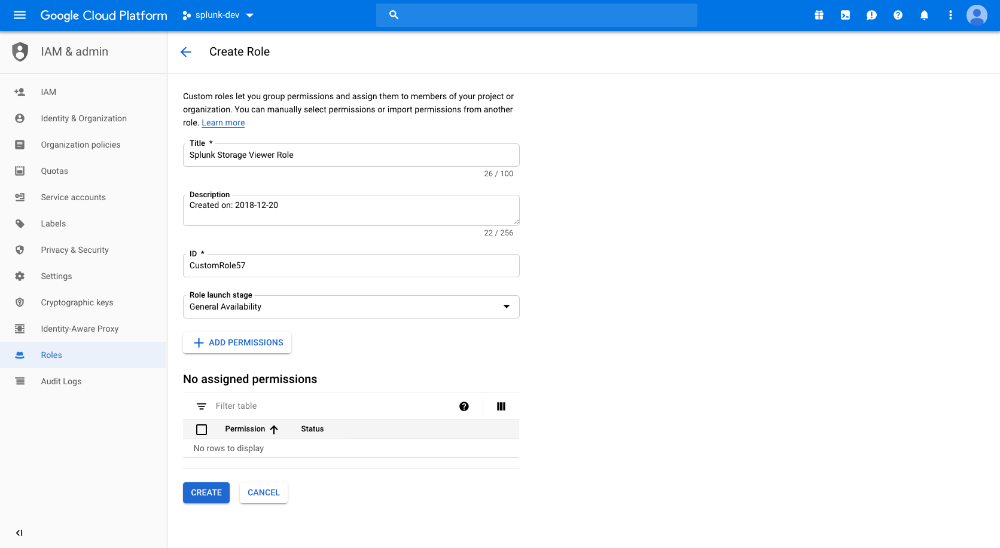 Google Cloud Platform
splunk-dev
IAM & admin
Create Role
IAM
Identity & Organization
Organization policies
Quotas
Service accounts
Labels
Privacy & Security
Settings
Cryptographic keys
Identity-Aware Proxy
Roles
Audit Logs
Custom roles let you group permissions and assign them to members of your project or
organization. You can manually select permissions or import permissions from another
role. Learn more
Title *
Splunk Storage Viewer Role
26 / 100
Description
Created on: 2018-12-20
22 / 256
ID *
CustomRole57
Role launch stage
General Availability
ADD PERMISSIONS
No assigned permissions
Filter table
Permission Status
No rows to display
CREATE CANCEL